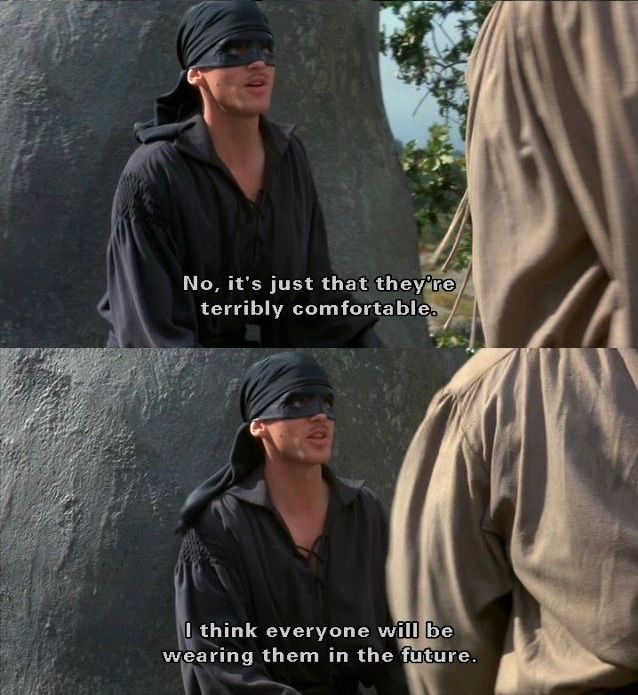 No, it's just that they're
terribly comfortable.
I think everyone will be
wearing them in the future.